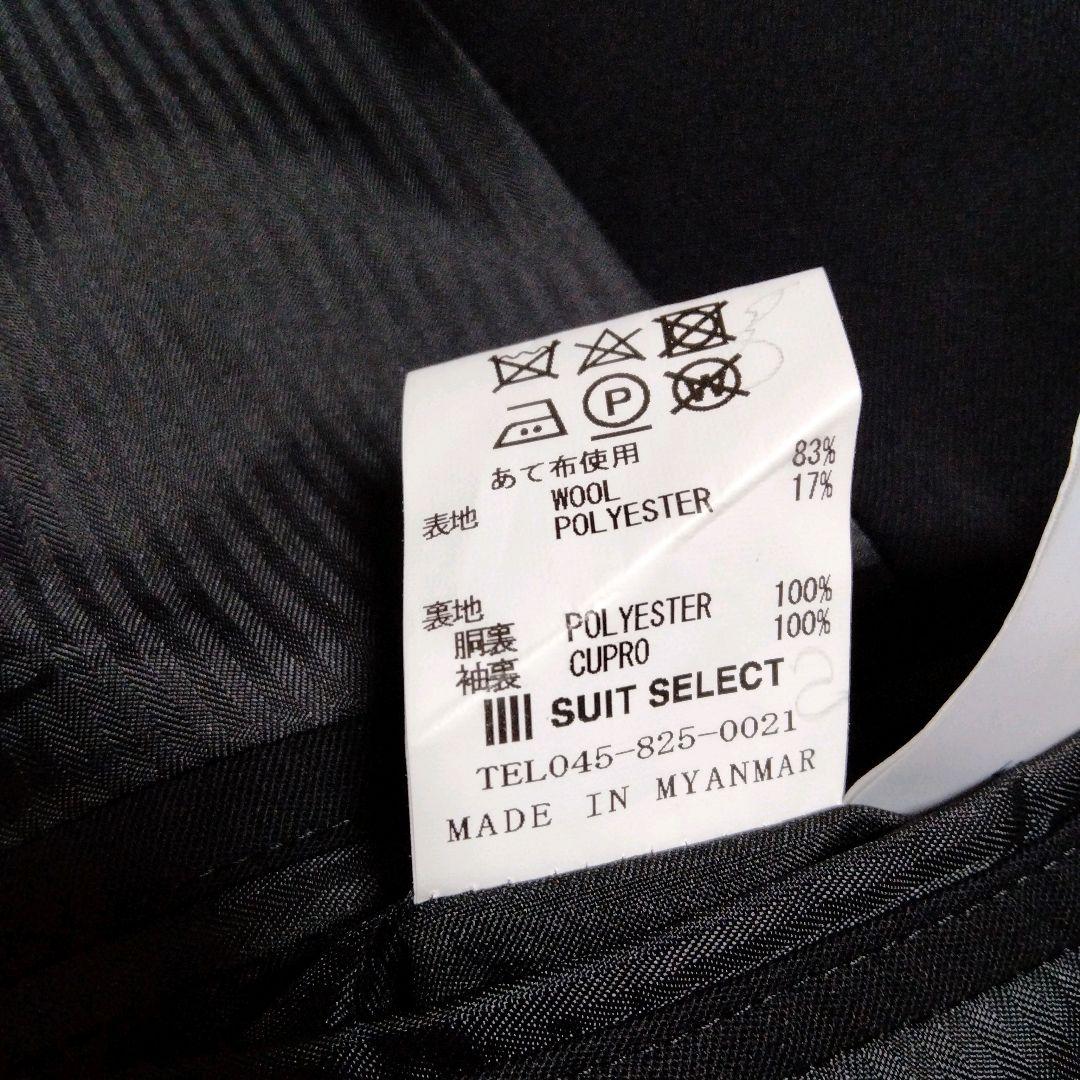 P W
あて布使用
表地 WOOL 83%
POLYESTER 17%
裏地
胴裏 POLYESTER 100%
袖裏 CUPRO 100%
SUIT SELECT
TEL045-825-0021
MADE IN MYANMAR